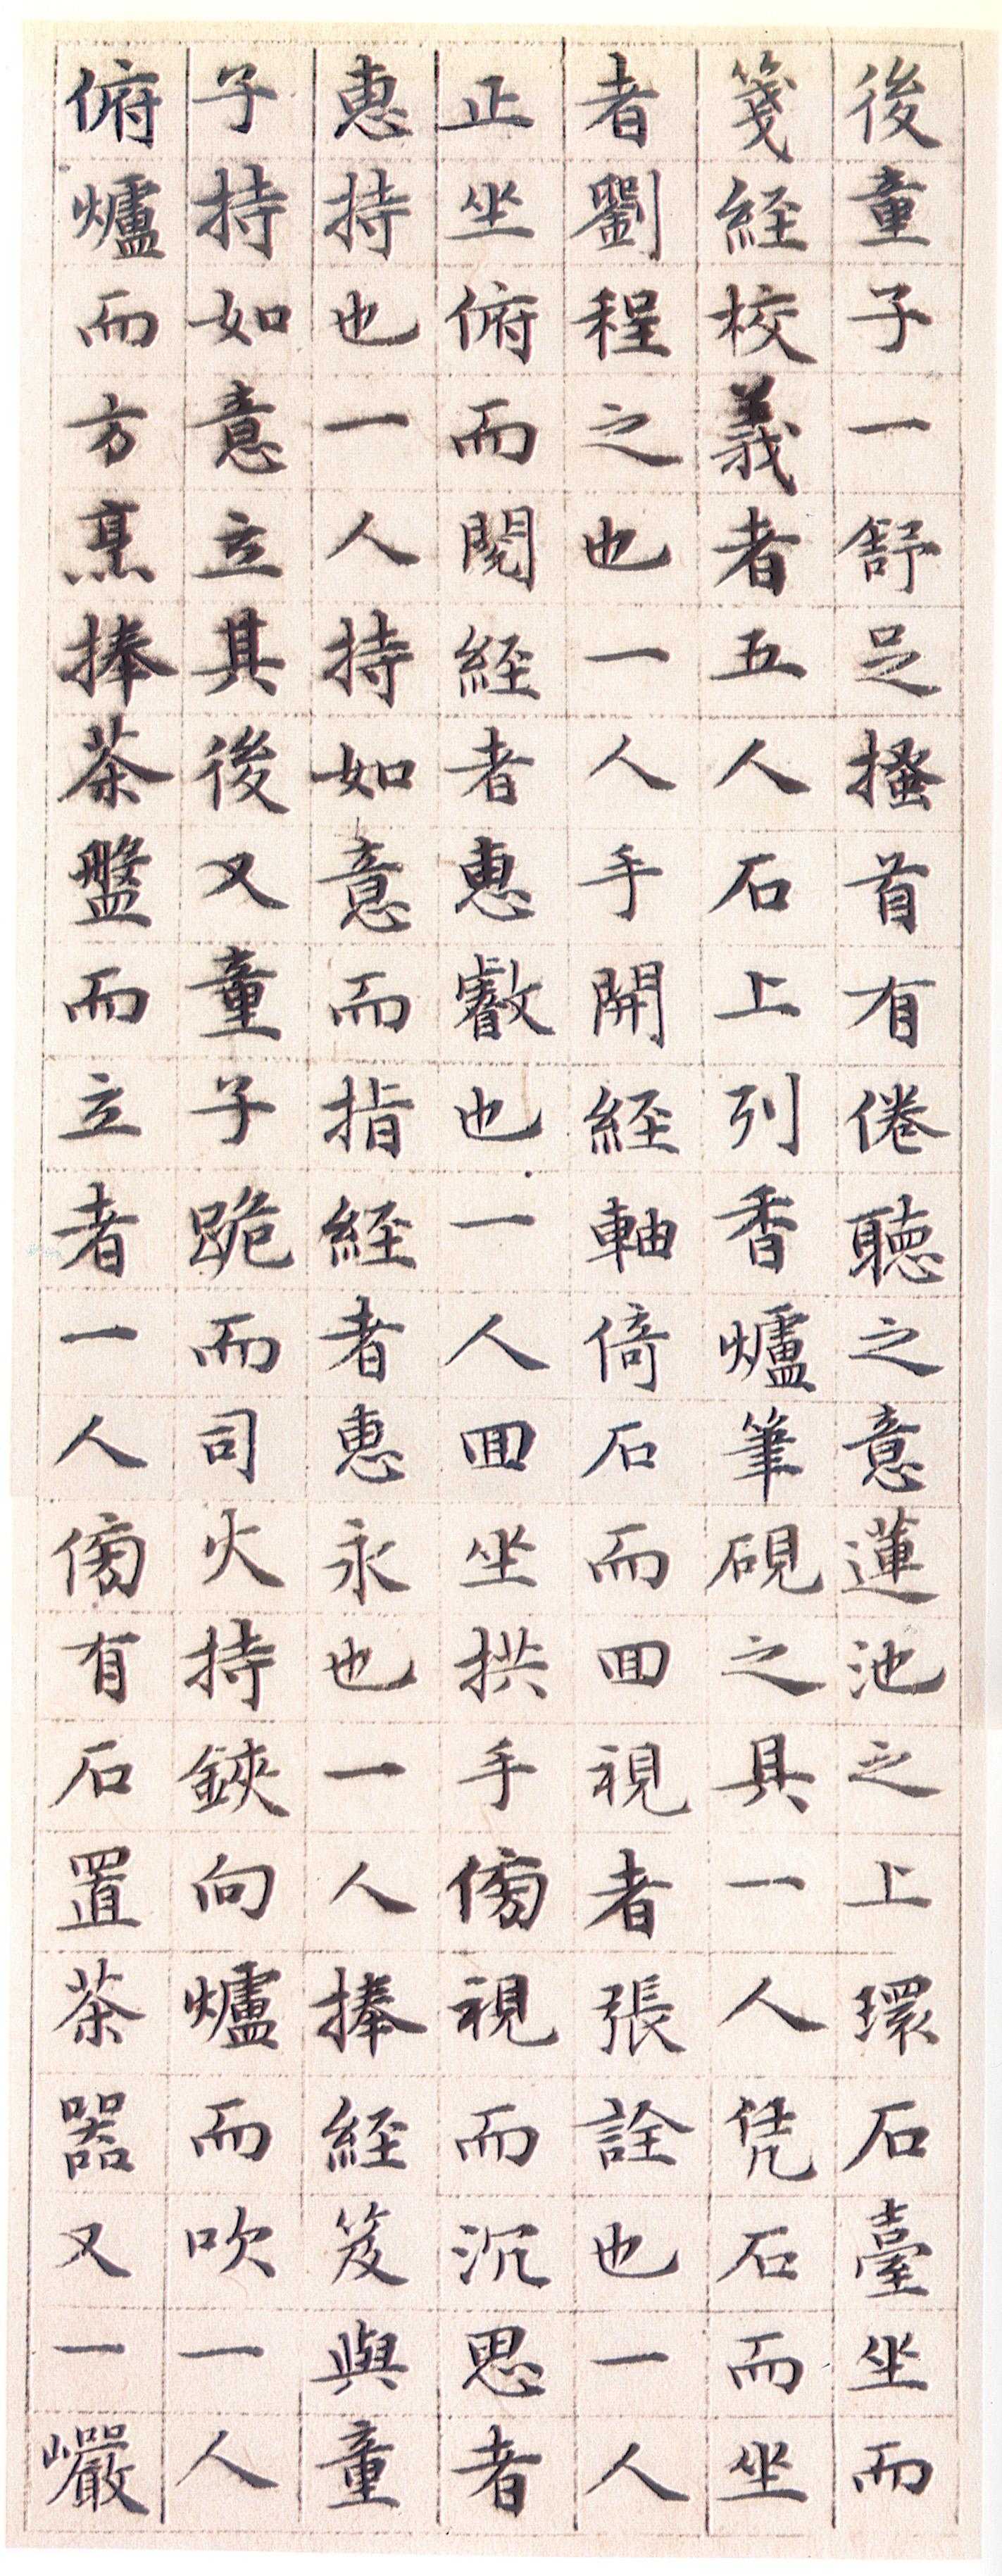 後童子一舒足搔首有倦聴之意蓮池之上環石臺坐而
箋經校義者五人石上列香爐筆硯之具一人凭石而坐
者劉程之也一人手開經軸倚石而回視者張詮也一人
正坐俯而閱經者惠叡也一人回坐拱手傍視而沉思者
惠持也一人持如意而指經者惠永也一人捧經笈與童
子持如意立其後又童子跪而司火持鋏向爐而吹一人
俯爐而方烹捧茶盤而立者一人傍有石置茶器又一巖